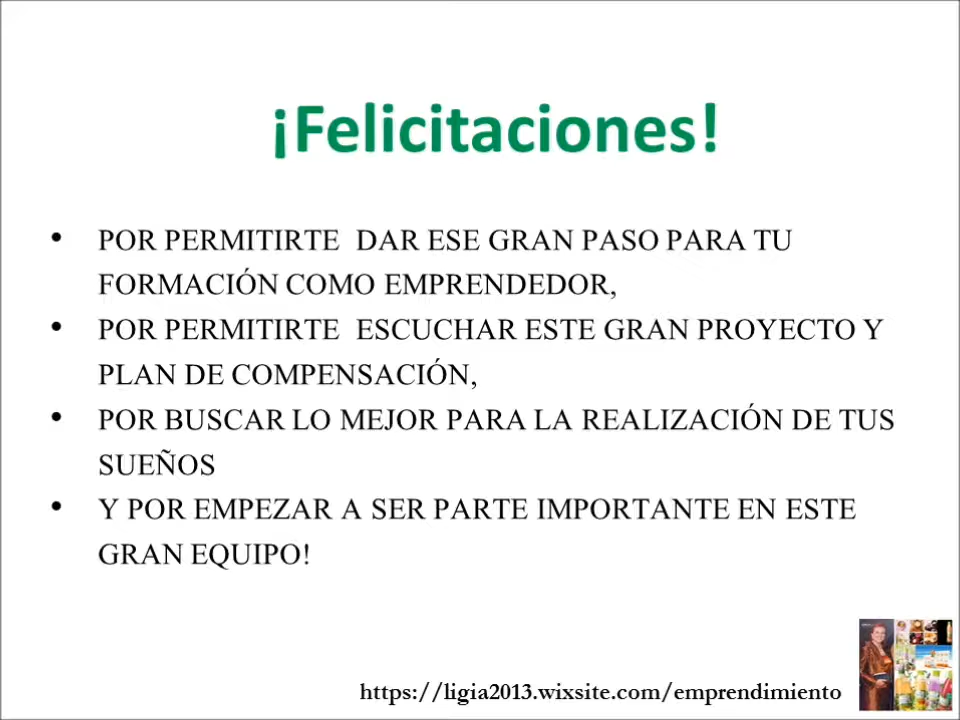 ¡Felicitaciones!
• POR PERMITIRTE DAR ESE GRAN PASO PARA TU
FORMACIÓN COMO EMPRENDEDOR,
• POR PERMITIRTE ESCUCHAR ESTE GRAN PROYECTO Y
PLAN DE COMPENSACIÓN,
• POR BUSCAR LO MEJOR PARA LA REALIZACIÓN DE TUS
SUEÑOS
• Y POR EMPEZAR A SER PARTE IMPORTANTE EN ESTE
GRAN EQUIPO!
https://ligia2013.wixsite.com/emprendimiento